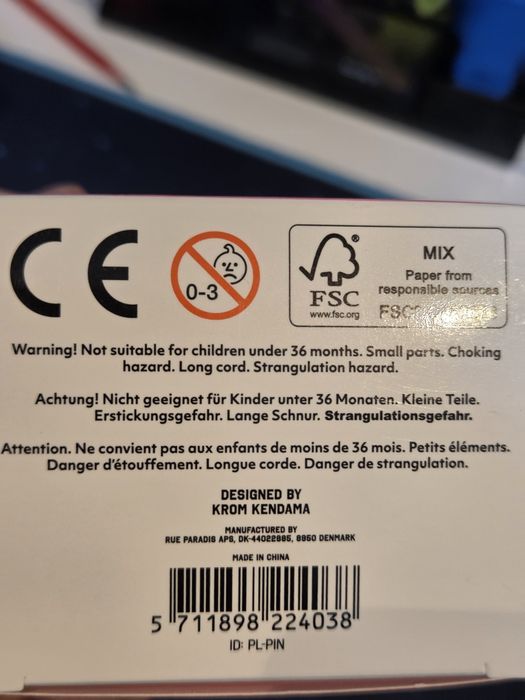 CE
0-3
FSC
www.fsc.org
MIX
Paper from
responsible sources
Warning! Not suitable for children under 36 months. Small parts. Choking
hazard. Long cord. Strangulation hazard.
Achtung! Nicht geeignet für Kinder unter 36 Monaten. Kleine Teile.
Erstickungsgefahr. Lange Schnur. Strangulationsgefahr.
Attention. Ne convient pas aux enfants de moins de 36 mois. Petits éléments.
Danger d'étouffement. Longue corde. Danger de strangulation.
DESIGNED BY
KROM KENDAMA
MANUFACTURED BY
RUE PARADIS APS, DK-44022885, 8950 DENMARK
MADE IN CHINA
5 711898 224038
ID: PL-PIN